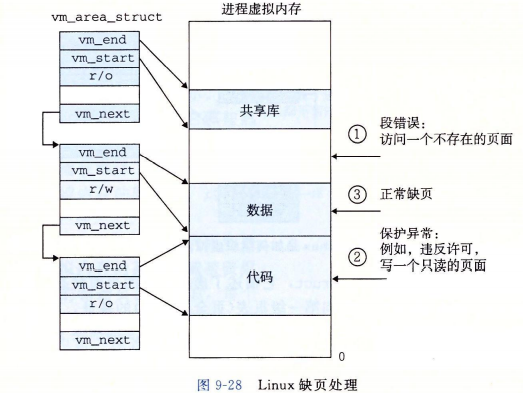 vm_area_struct
进程虚拟内存
vm_end
vm_start
r/o
vm_next
共享库
① 段错误:
访问一个不存在的页面
vm_end
vm_start
r/w
vm_next
数据
③ 正常缺页
vm_end
vm_start
r/o
vm_next
代码
② 保护异常:
例如, 违反许可,
写一个只读的页面
0
图 9-28 Linux 缺页处理